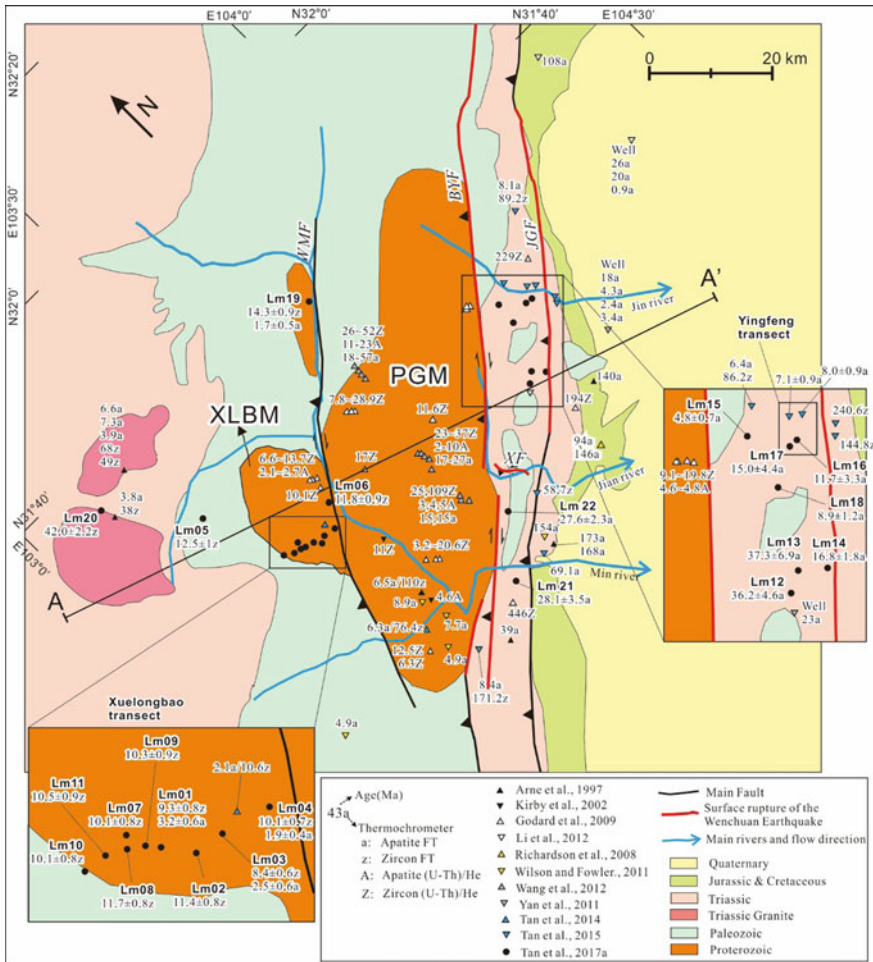 E104°0'
N32°0'
N31°40'
E104°30'
N32°20'
N
0 20 km
108a
Well
26a
20a
0.9a
E103°30'
BYF
8.1a
89.2z
WMF
JGF
229Z
Well
18a
4.3a
2.4a
3.4a
A'
Jin river
N32°0'
Lm19
14.3±0.9z
1.7±0.5a
26~52Z
11-23A
18-57a
PGM
Yingfeng
transect
140a
6.4a
86.2z
7.1±0.9a
8.0±0.9a
7.8~28.9Z
11.6Z
194Z
Lm15
4.8±0.7a
240.6z
144.8z
6.6a
7.3a
3.9a
68z
49z
XLBM
23~37Z
2-10A
17-27a
94a
146a
Lm17
15.0±4.4a
Lm16
11.7±3.3a
17Z
XF
Jian river
9.1~19.8Z
4.6~4.8A
6.6~13.7Z
2.1~2.7A
10.1Z
Lm06
11.8±0.9z
25,109Z
3,4,5A
15,15a
58.7z
Lm18
8.9±1.2a
N31°40'
3.8a
38z
Lm 22
27.6±2.3a
Lm20
42.0±2.2z
Lm05
12.5±1z
154a
173a
168a
Lm13
37.3±6.9a
Lm14
16.8±1.8a
E103°0'
11Z
3.2~20.6Z
69.1a
Min river
Lm12
36.2±4.6a
6.5a/110z
Lm 21
28.1±3.5a
A
8.9a
4.6A
446Z
Well
23a
6.3a/76.4z
7.7a
39a
12.5Z
6.3Z
4.9a
8.4a
171.2z
Xuelongbao
transect
4.9a
Lm09
10.3±0.9z
2.1a/10.6z
Lm11
10.5±0.9z
Lm01
9.3±0.8z
3.2±0.6a
Lm07
10.1±0.8z
Lm04
10.1±0.7z
1.9±0.4a
Lm10
10.1±0.8z
Lm03
8.4±0.6z
2.5±0.6a
Lm08
11.7±0.8z
Lm02
11.4±0.8z
Age(Ma)
43a
Thermochrometer
a: Apatite FT
z: Zircon FT
A: Apatite (U-Th)/He
Z: Zircon (U-Th)/He
Arne et al., 1997
Kirby et al., 2002
Godard et al., 2009
Li et al., 2012
Richardson et al., 2008
Wilson and Fowler., 2011
Wang et al., 2012
Yan et al., 2011
Tan et al., 2014
Tan et al., 2015
Tan et al., 2017a
Main Fault
Surface rupture of the
Wenchuan Earthquake
Main rivers and flow direction
Quaternary
Jurassic & Cretaceous
Triassic
Triassic Granite
Paleozoic
Proterozoic